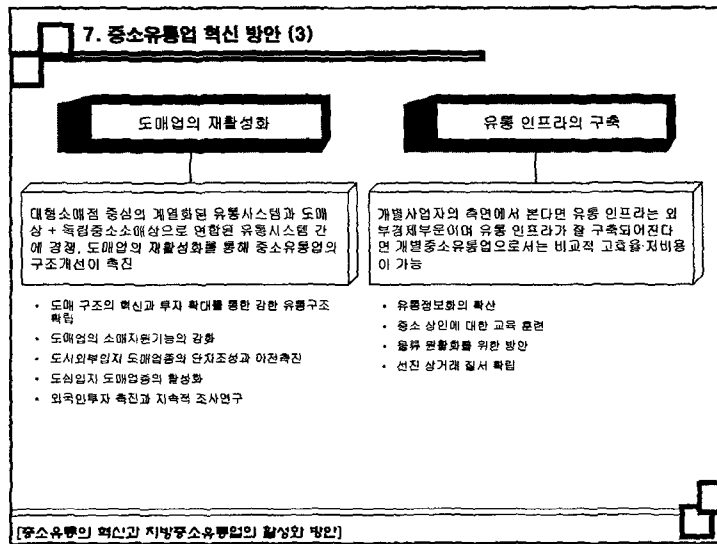 7. 중소유통업 혁신 방안 (3)
도매업의 재활성화
대형소매점 중심의 계열화된 유통시스템과 도매
상 + 독립중소소매상으로 연합된 유통시스템 간
에 경쟁, 도매업의 재활성화를 통해 중소유통업의
구조개선이 촉진
• 도매 구조의 혁신과 투자 확대를 통한 강한 유통구조
확립
• 도매업의 소매지원기능의 강화
• 도시외부입지 도매업종의 단지조성과 이전촉진
• 도심입지 도매업종의 활성화
• 외국인투자 촉진과 지속적 조사연구
유통 인프라의 구축
개별사업자의 측면에서 본다면 유통 인프라는 외
부경제부문이며 유통 인프라가 잘 구축되어진다
면 개별중소유통업으로서는 비교적 고효율·저비용
이 가능
• 유통정보화의 확산
• 중소 상인에 대한 교육 훈련
• 물류 원활화를 위한 방안
• 선진 상거래 질서 확립
[중소유통의 혁신과 지방중소유통업의 활성화 방안]